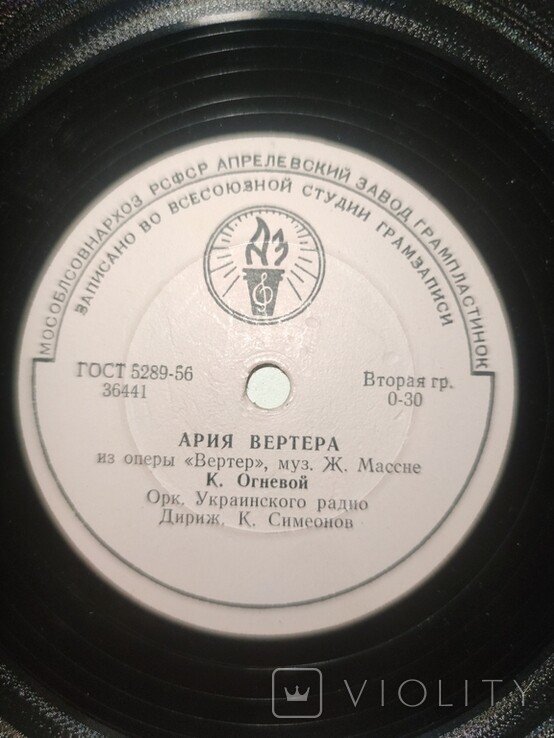 МОСОБЛСОВНАРХОЗ РСФСР АПРЕЛЕВСКИЙ ЗАВОД ГРАМПЛАСТИНОК
ЗАПИСАНО ВО ВСЕСОЮЗНОЙ СТУДИИ ГРАМЗАПИСИ
АЗ
ГОСТ 5289-56
36441
Вторая гр.
0-30
АРИЯ ВЕРТЕРА
из оперы «Вертер», муз. Ж. Массне
К. Огневой
Орк. Украинского радио
Дириж. К. Симеонов
VIOLITY